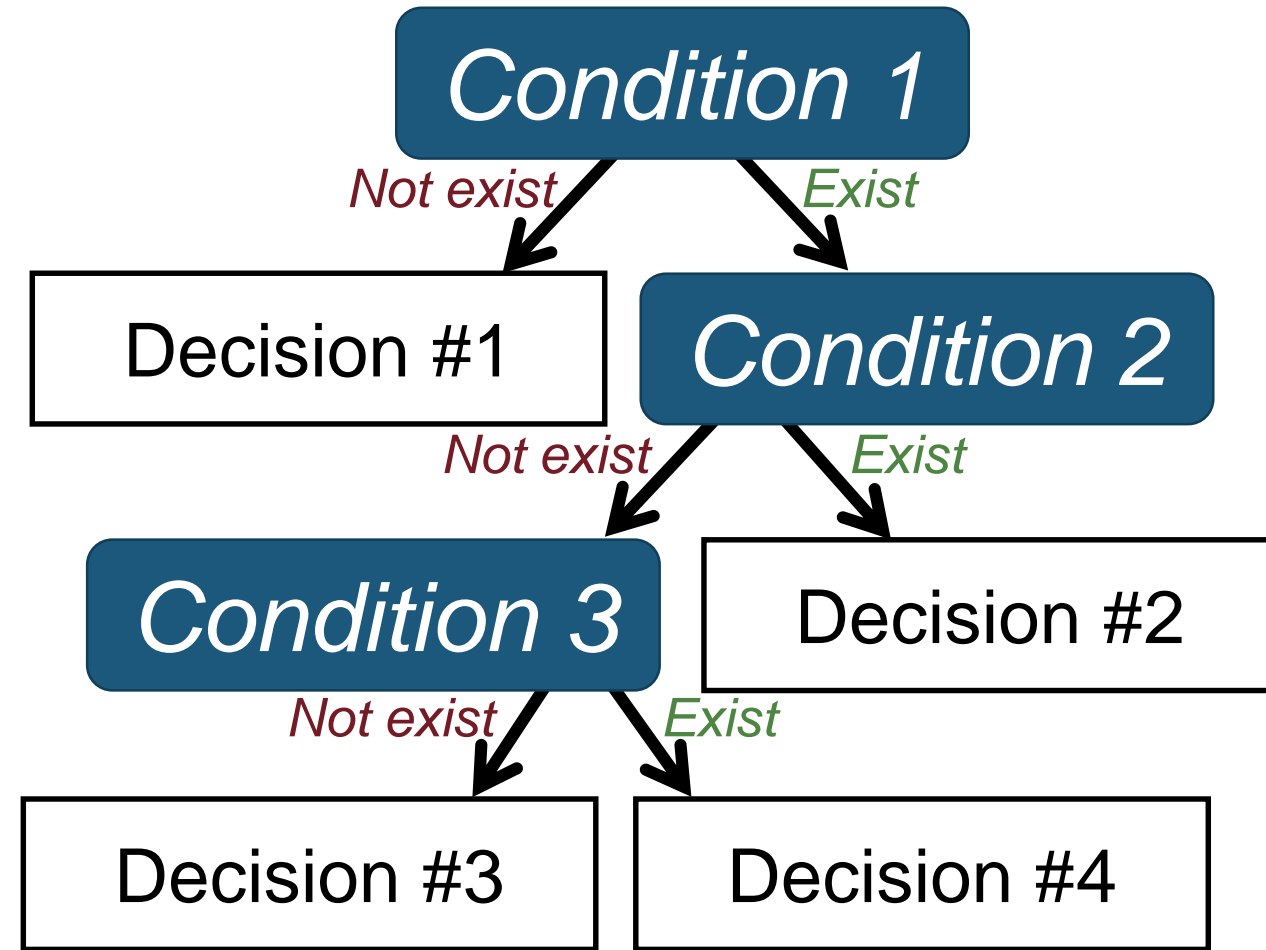 Condition 1
Not exist
Exist
Decision #1
Condition 2
Not exist
Exist
Condition 3
Decision #2
Not exist
Exist
Decision #3
Decision #4